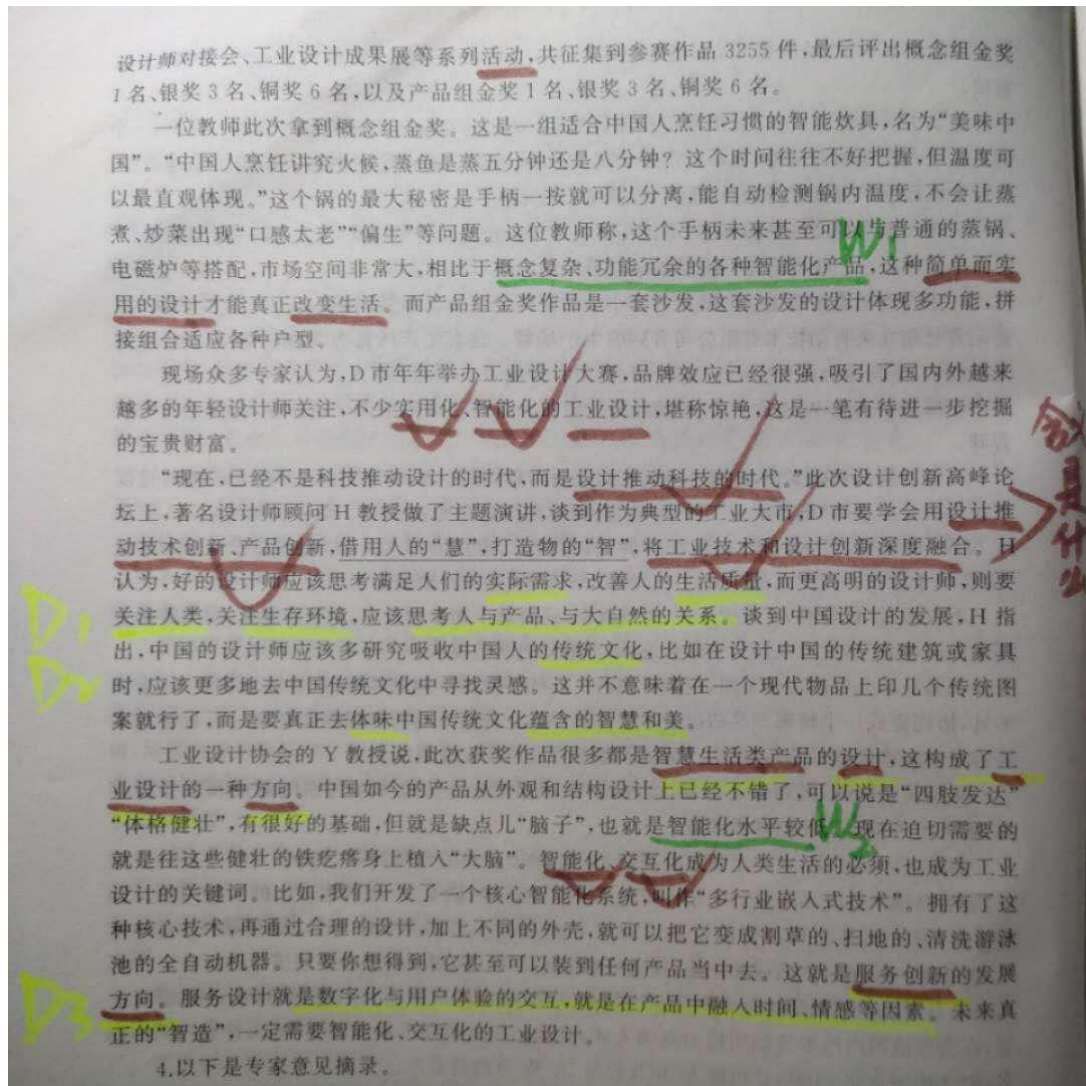 设计师对接会、工业设计成果展等系列活动,共征集到参赛作品 3255 件,最后评出概念组金奖
1 名、银奖 3 名、铜奖 6 名,以及产品组金奖 1 名、银奖 3 名、铜奖 6 名。
一位教师此次拿到概念组金奖。这是一组适合中国人烹饪习惯的智能炊具,名为“美味中
国”。“中国人烹饪讲究火候,蒸鱼是蒸五分钟还是八分钟?这个时间往往不好把握,但温度可
以最直观体现。”这个锅的最大秘密是手柄一按就可以分离,能自动检测锅内温度,不会让蒸
煮、炒菜出现“口感太老”“偏生”等问题。这位教师称,这个手柄未来甚至可以与普通的蒸锅、
W1
电磁炉等搭配,市场空间非常大,相比于概念复杂、功能冗余的各种智能化产品,这种简单而实
用的设计才能真正改变生活。而产品组金奖作品是一套沙发,这套沙发的设计体现多功能,拼
接组合适应各种户型。
现场众多专家认为,D 市年年举办工业设计大赛,品牌效应已经很强,吸引了国内外越来
越多的年轻设计师关注,不少实用化、智能化的工业设计,堪称惊艳,这是一笔有待进一步挖掘
的宝贵财富。
“现在,已经不是科技推动设计的时代,而是设计推动科技的时代。”此次设计创新高峰论
坛上,著名设计师顾问 H 教授做了主题演讲,谈到作为典型的工业大市,D 市要学会用设计推
动技术创新、产品创新,借用人的“慧”,打造物的“智”,将工业技术和设计创新深度融合。H
是什么
认为,好的设计师应该思考满足人们的实际需求,改善人的生活质量,而更高明的设计师,则要
D1
关注人类,关注生存环境,应该思考人与产品、与大自然的关系。谈到中国设计的发展,H 指
出,中国的设计师应该多研究吸收中国人的传统文化,比如在设计中国的传统建筑或家具
D2
时,应该更多地去中国传统文化中寻找灵感。这并不意味着在一个现代物品上印几个传统图
案就行了,而是要真正去体味中国传统文化蕴含的智慧和美。
工业设计协会的 Y 教授说,此次获奖作品很多都是智慧生活类产品的设计,这构成了工
业设计的一种方向。中国如今的产品从外观和结构设计上已经不错了,可以说是“四肢发达”
“体格健壮”,有很好的基础,但就是缺点儿“脑子”,也就是智能化水平较低。现在迫切需要的
W2
就是往这些健壮的铁疙瘩身上植入“大脑”。智能化、交互化成为人类生活的必须,也成为工业
设计的关键词。比如,我们开发了一个核心智能化系统,叫作“多行业嵌入式技术”。拥有了这
种核心技术,再通过合理的设计,加上不同的外壳,就可以把它变成割草的、扫地的、清洗游泳
池的全自动机器。只要你想得到,它甚至可以装到任何产品当中去。这就是服务创新的发展
D3
方向。服务设计就是数字化与用户体验的交互,就是在产品中融入时间、情感等因素。未来真
正的“智造”,一定需要智能化、交互化的工业设计。
4.以下是专家意见摘录。